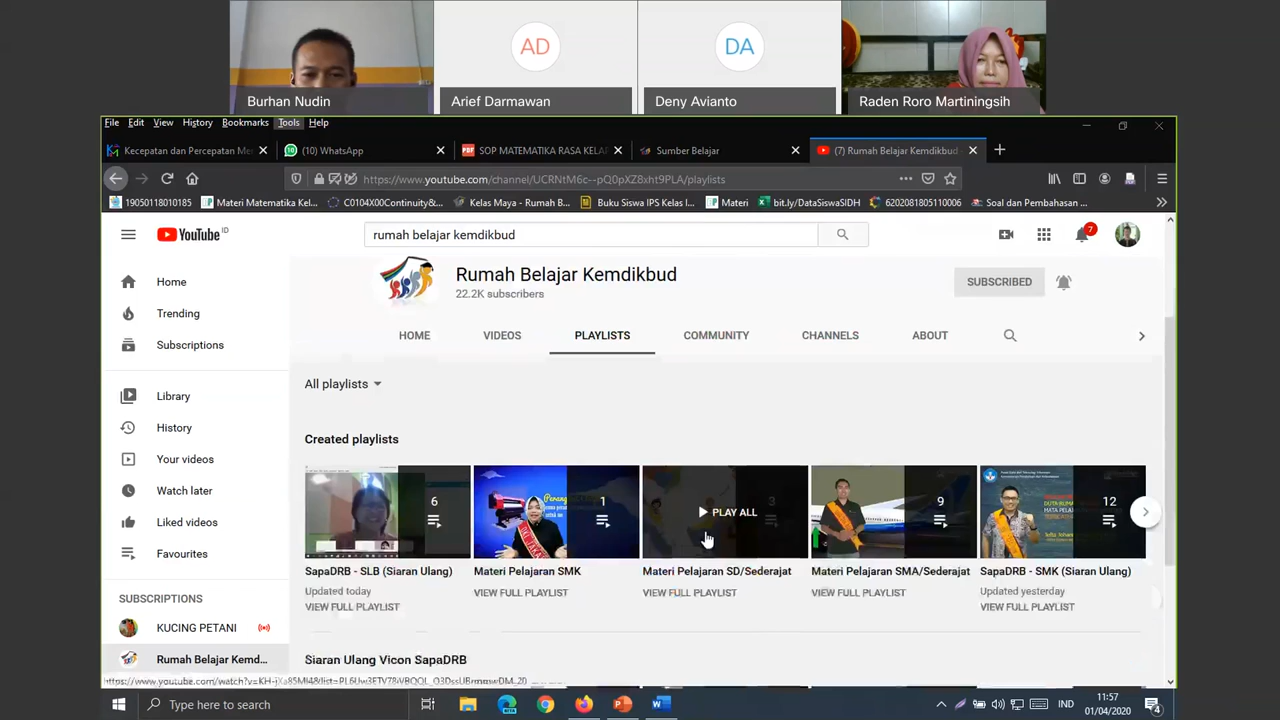 AD
DA
Burhan Nudin
Arief Darmawan
Deny Avianto
Raden Roro Martiningsih
File Edit View History Bookmarks Tools Help
Kecepatan dan Percepatan Me
(10) WhatsApp
SOP MATEMATIKA RASA KELAP
Sumber Belajar
(7) Rumah Belajar Kemdikbud
https://www.youtube.com/channel/UCRNtM6c--pQ0pXZ8xht9PLA/playlists
19050118010185
Materi Matematika Kel...
C0104X00Continuity&...
Kelas Maya - Rumah B...
Buku Siswa IPS Kelas I...
Materi
bit.ly/DataSiswaSIDH
6202081805110006
Soal dan Pembahasan ...
YouTube ID
rumah belajar kemdikbud
7
Home
Trending
Subscriptions
Library
History
Your videos
Watch later
Liked videos
Favourites
SUBSCRIPTIONS
KUCING PETANI
Rumah Belajar Kemd...
Rumah Belajar Kemdikbud
22.2K subscribers
SUBSCRIBED
HOME VIDEOS PLAYLISTS COMMUNITY CHANNELS ABOUT
All playlists
Created playlists
6
1
3
PLAY ALL
9
12
SapaDRB - SLB (Siaran Ulang)
Updated today
VIEW FULL PLAYLIST
Materi Pelajaran SMK
VIEW FULL PLAYLIST
Materi Pelajaran SD/Sederajat
VIEW FULL PLAYLIST
Materi Pelajaran SMA/Sederajat
VIEW FULL PLAYLIST
SapaDRB - SMK (Siaran Ulang)
Updated yesterday
VIEW FULL PLAYLIST
Siaran Ulang Vicon SapaDRB
Type here to search
IND
11:57
01/04/2020
4